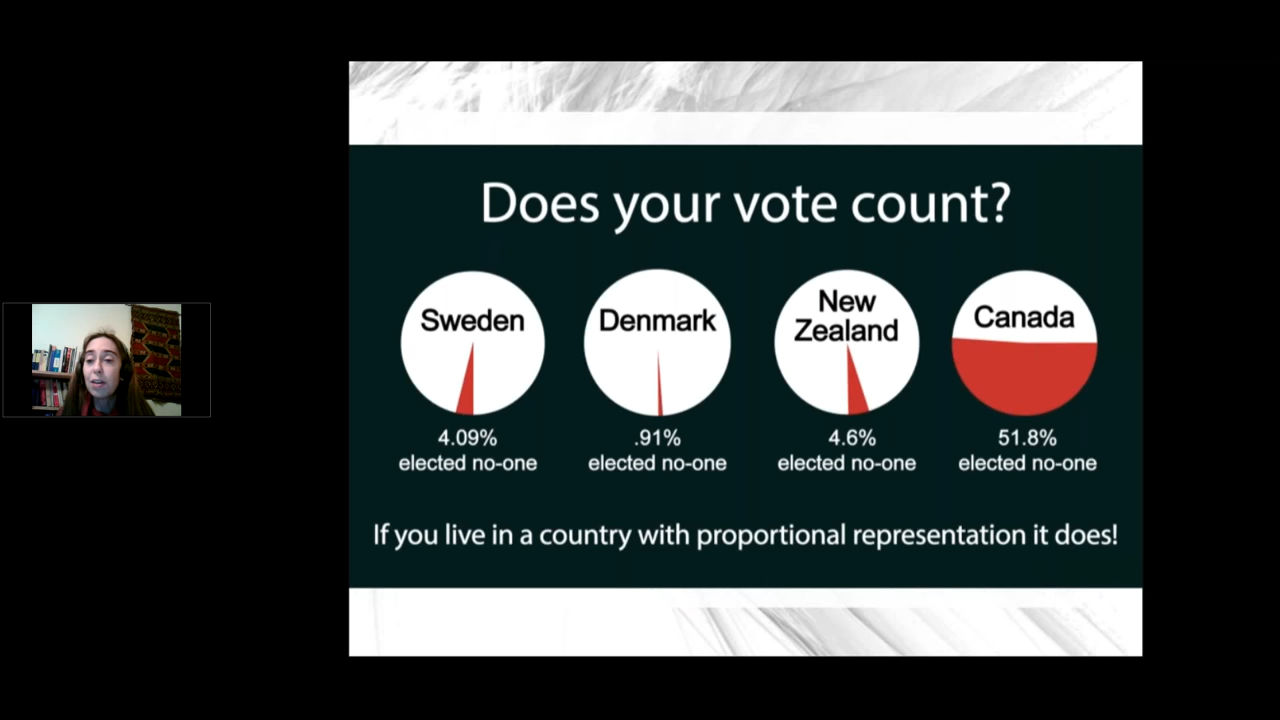 Does your vote count?
Sweden
4.09%
elected no-one
Denmark
.91%
elected no-one
New
Zealand
4.6%
elected no-one
Canada
51.8%
elected no-one
If you live in a country with proportional representation it does!